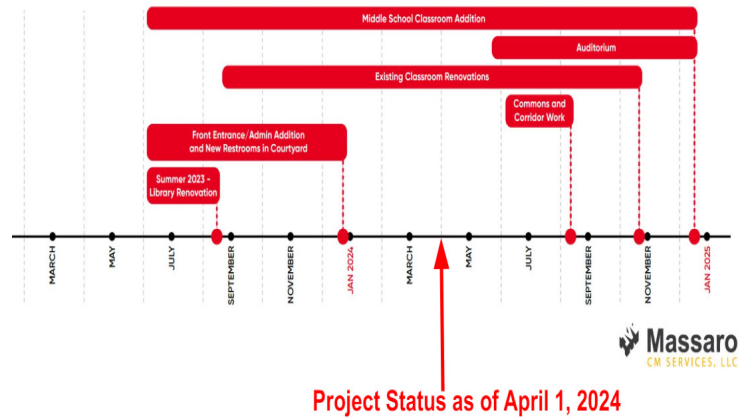 Middle School Classroom Addition
Auditorium
Existing Classroom Renovations
Commons and
Corridor Work
Front Entrance/Admin Addition
and New Restrooms in Courtyard
Summer 2023 -
Library Renovation
MARCH
MAY
JULY
SEPTEMBER
NOVEMBER
JAN 2024
MARCH
MAY
JULY
SEPTEMBER
NOVEMBER
JAN 2025
Massaro
CM SERVICES, LLC
Project Status as of April 1, 2024